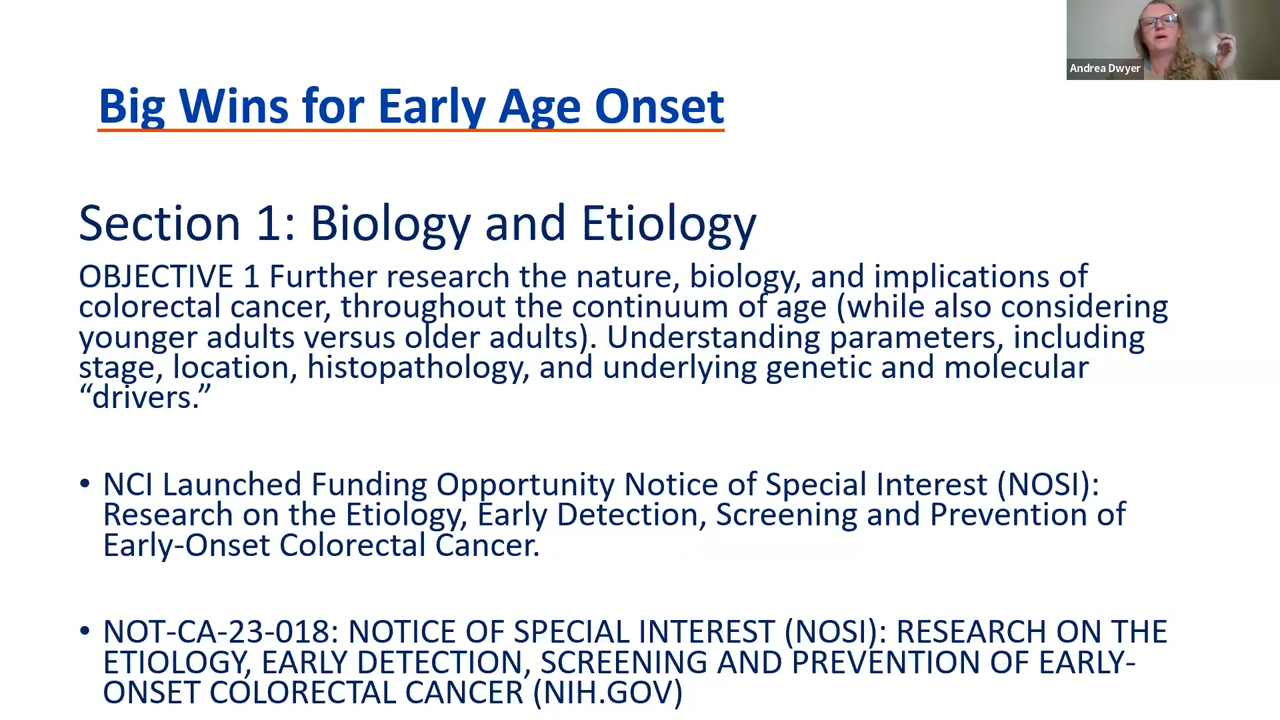 Andrea Dwyer
Big Wins for Early Age Onset
Section 1: Biology and Etiology
OBJECTIVE 1 Further research the nature, biology, and implications of
colorectal cancer, throughout the continuum of age (while also considering
younger adults versus older adults). Understanding parameters, including
stage, location, histopathology, and underlying genetic and molecular
“drivers.”
• NCI Launched Funding Opportunity Notice of Special Interest (NOSI):
Research on the Etiology, Early Detection, Screening and Prevention of
Early-Onset Colorectal Cancer.
• NOT-CA-23-018: NOTICE OF SPECIAL INTEREST (NOSI): RESEARCH ON THE
ETIOLOGY, EARLY DETECTION, SCREENING AND PREVENTION OF EARLY-
ONSET COLORECTAL CANCER (NIH.GOV)